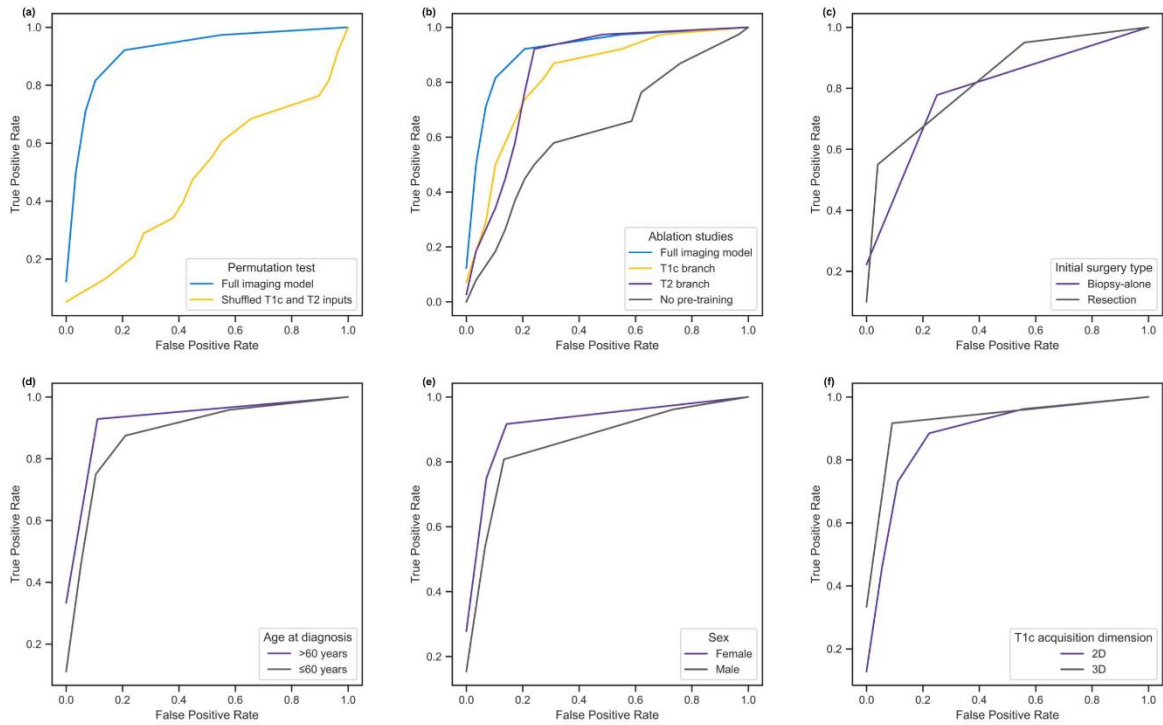 (a)
1.0
0.8
0.6
0.4
0.2
True Positive Rate
Permutation test
Full imaging model
Shuffled T1c and T2 inputs
0.0 0.2 0.4 0.6 0.8 1.0
False Positive Rate
(b)
1.0
0.8
0.6
0.4
0.2
0.0
True Positive Rate
Ablation studies
Full imaging model
T1c branch
T2 branch
No pre-training
0.0 0.2 0.4 0.6 0.8 1.0
False Positive Rate
(c)
1.0
0.8
0.6
0.4
0.2
True Positive Rate
Initial surgery type
Biopsy-alone
Resection
0.0 0.2 0.4 0.6 0.8 1.0
False Positive Rate
(d)
1.0
0.8
0.6
0.4
0.2
True Positive Rate
Age at diagnosis
>60 years
≤60 years
0.0 0.2 0.4 0.6 0.8 1.0
False Positive Rate
(e)
1.0
0.8
0.6
0.4
0.2
True Positive Rate
Sex
Female
Male
0.0 0.2 0.4 0.6 0.8 1.0
False Positive Rate
(f)
1.0
0.8
0.6
0.4
0.2
True Positive Rate
T1c acquisition dimension
2D
3D
0.0 0.2 0.4 0.6 0.8 1.0
False Positive Rate